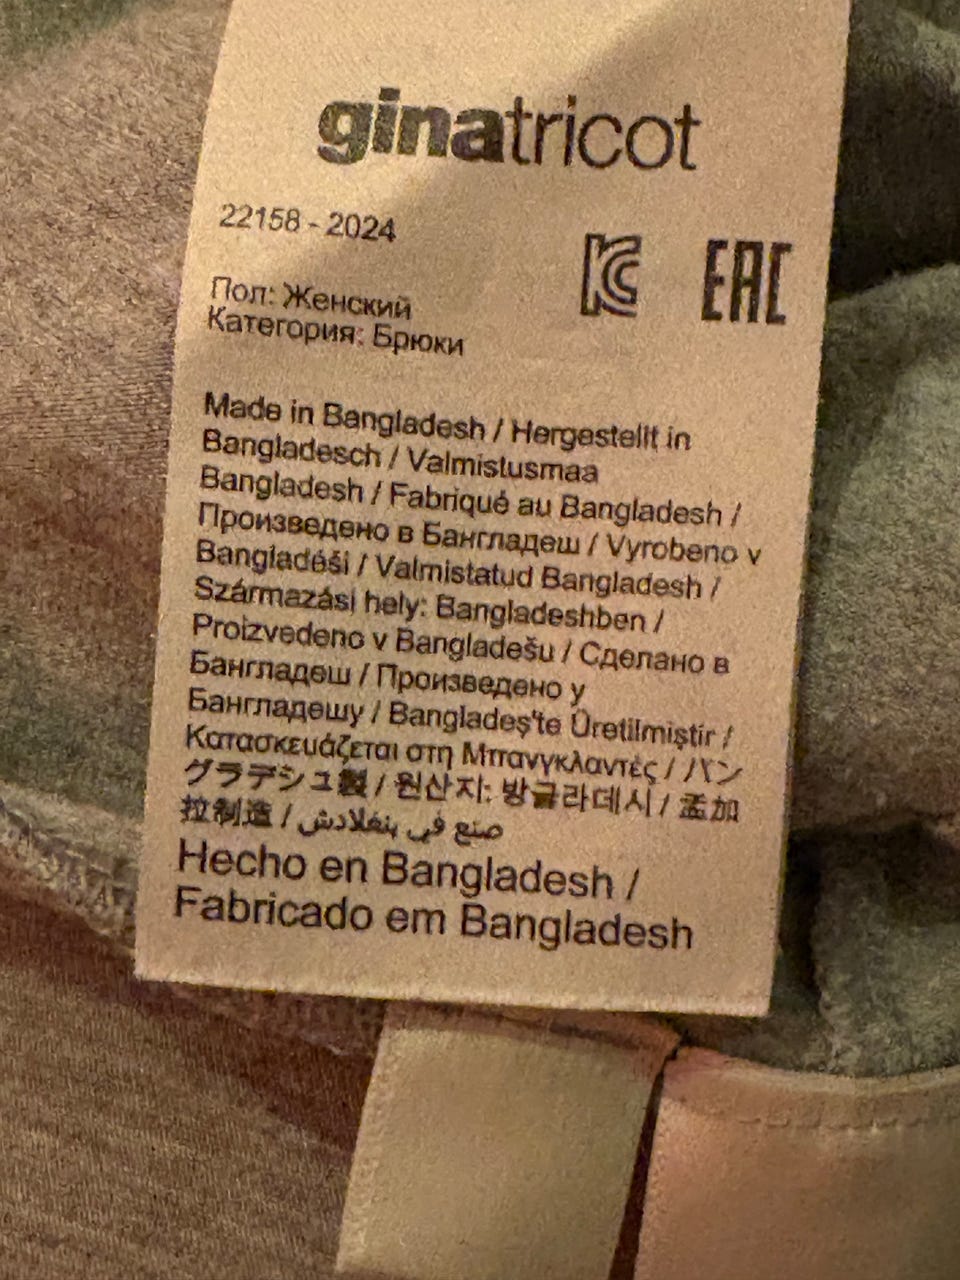 ginatricot
22158 - 2024
KC EAC
Пол: Женский
Категория: Брюки
Made in Bangladesh / Hergestellt in
Bangladesch / Valmistusmaa
Bangladesh / Fabriqué au Bangladesh /
Произведено в Бангладеш / Vyrobeno v
Bangladéši / Valmistatud Bangladesh /
Származási hely: Bangladeshben /
Proizvedeno v Bangladešu / Сделано в
Бангладеш / Произведено у
Бангладешу / Bangladeş'te Üretilmiştir /
Κατασκευάζεται στη Μπανγκλαντές / バン
グラデシュ製 / 원산지: 방글라데시 / 孟加
拉制造 / صنع في بنغلادش
Hecho en Bangladesh /
Fabricado em Bangladesh